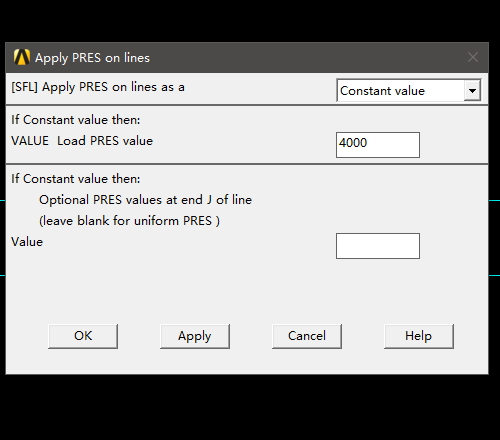 Apply PRES on lines
[SFL] Apply PRES on lines as a
Constant value
If Constant value then:
VALUE Load PRES value
4000
If Constant value then:
Optional PRES values at end J of line
(leave blank for uniform PRES )
Value
OK
Apply
Cancel
Help